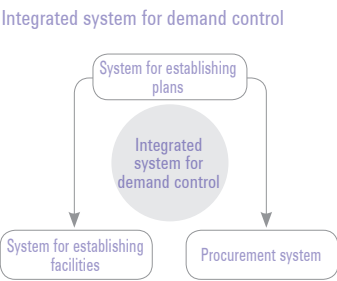 Integrated system for demand control
System for establishing
plans
Integrated
system for
demand control
System for establishing
facilities
Procurement system